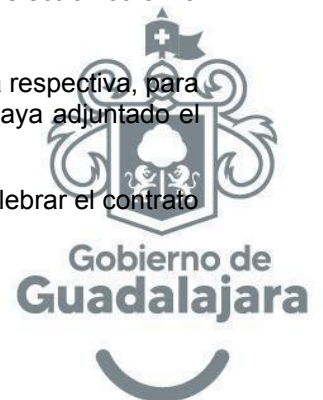 respectiva, para
aya adjuntado el
lebrar el contrato
Gobierno de
Guadalajara